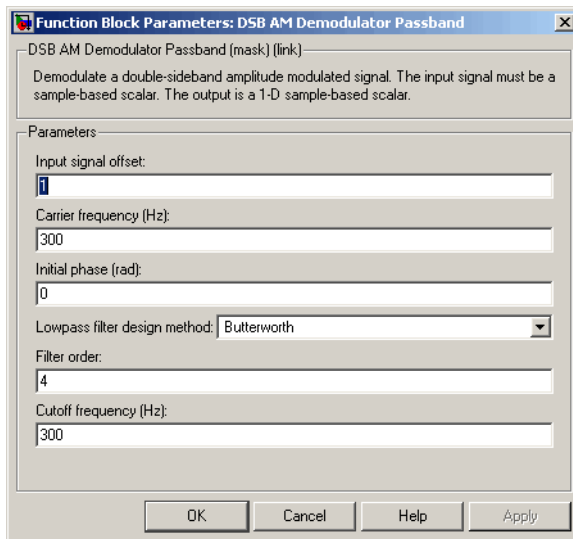 Function Block Parameters: DSB AM Demodulator Passband
DSB AM Demodulator Passband (mask) (link)
Demodulate a double-sideband amplitude modulated signal. The input signal must be a
sample-based scalar. The output is a 1-D sample-based scalar.
Parameters
Input signal offset:
1
Carrier frequency (Hz):
300
Initial phase (rad):
0
Lowpass filter design method: Butterworth
Filter order:
4
Cutoff frequency (Hz):
300
OK Cancel Help Apply